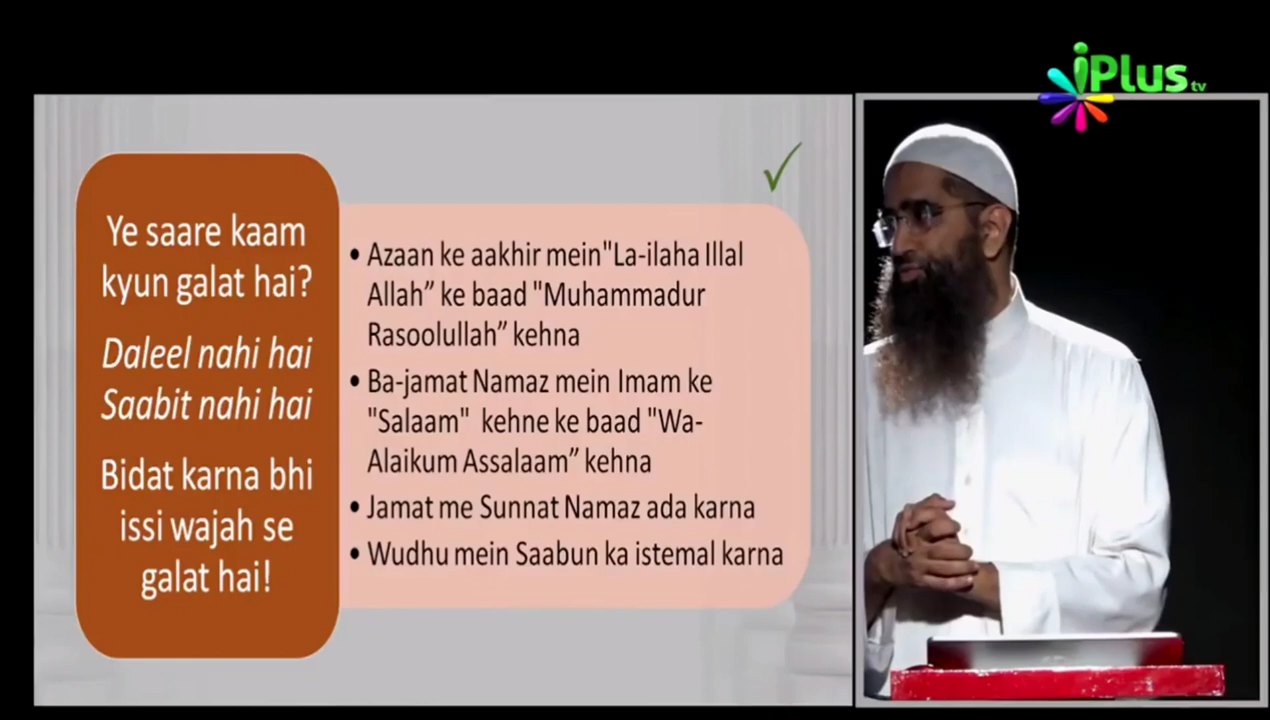 iPlus tv
Ye saare kaam
kyun galat hai?
Daleel nahi hai
Saabit nahi hai
Bidat karna bhi
issi wajah se
galat hai!
• Azaan ke aakhir mein"La-ilaha Illal
Allah” ke baad "Muhammadur
Rasoolullah” kehna
• Ba-jamat Namaz mein Imam ke
"Salaam" kehne ke baad "Wa-
Alaikum Assalaam” kehna
• Jamat me Sunnat Namaz ada karna
• Wudhu mein Saabun ka istemal karna